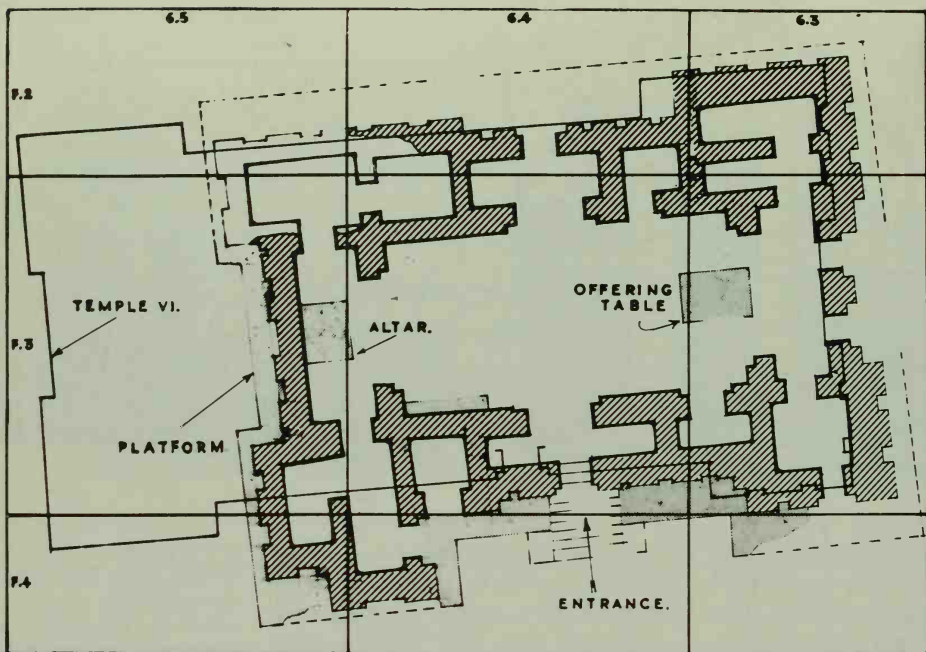 6.5 6.4 6.3
F.2
OFFERING
TABLE
TEMPLE VI.
ALTAR.
F.3
PLATFORM
F.4
ENTRANCE.